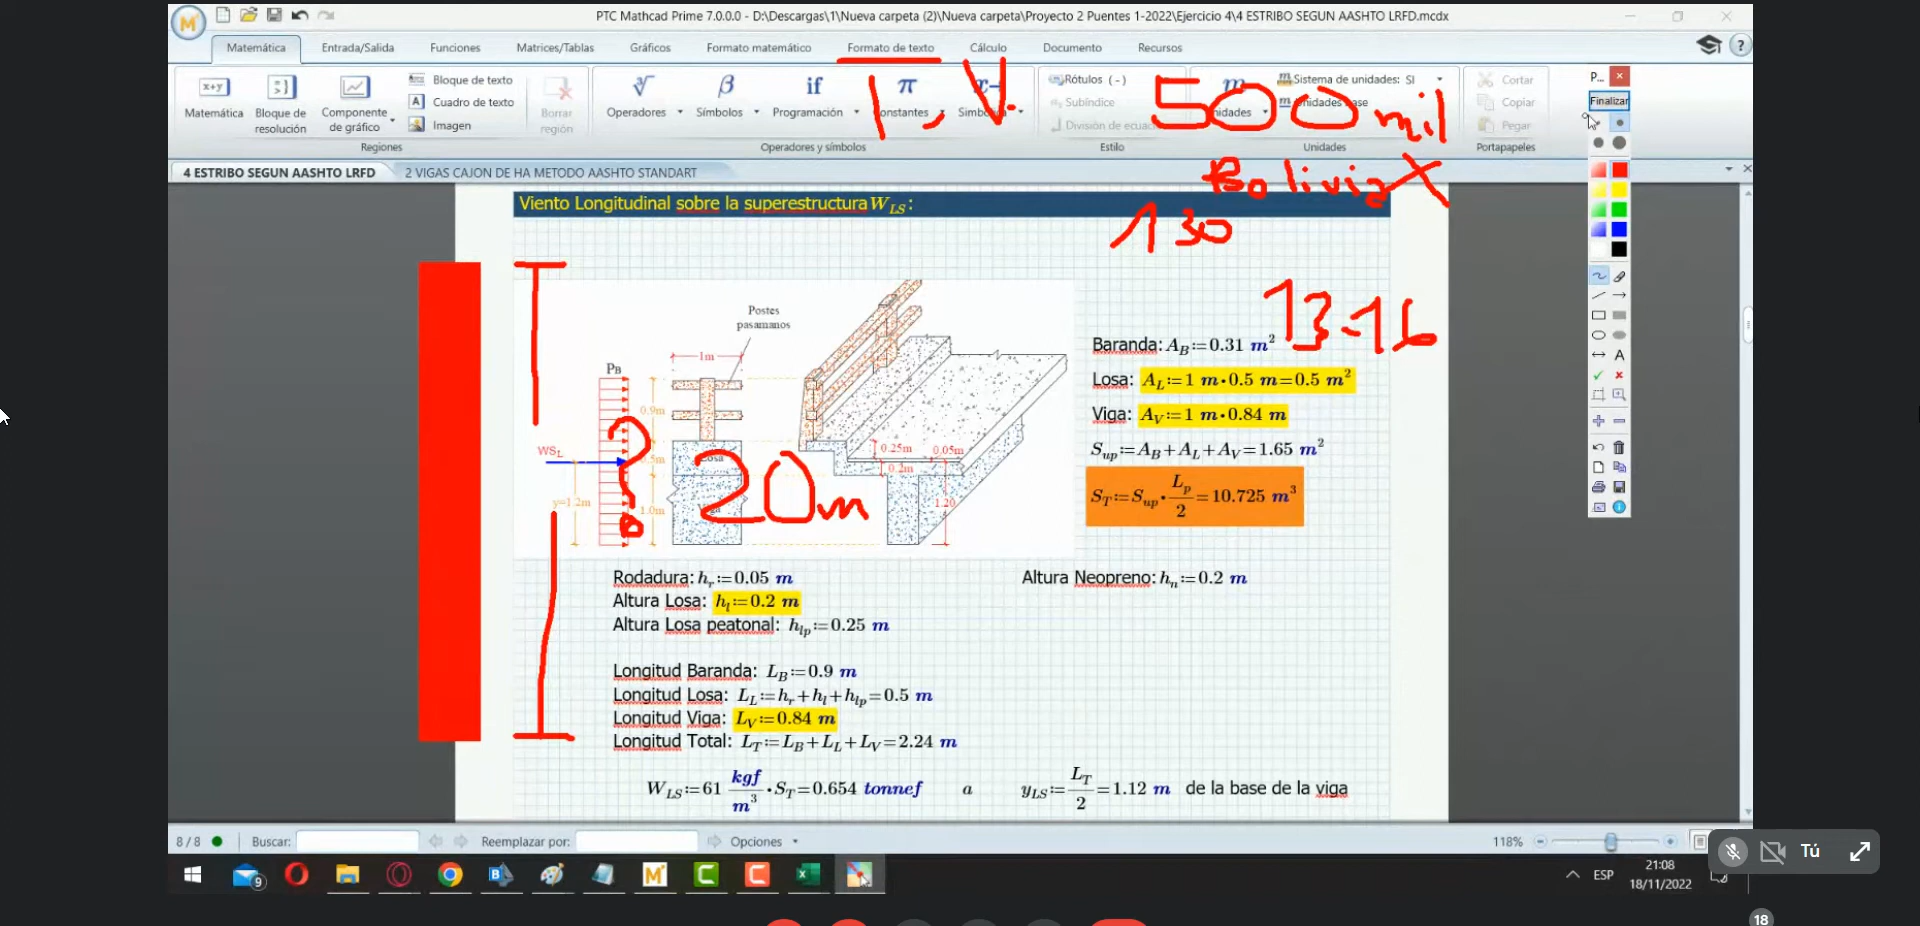 PTC Mathcad Prime 7.0.0.0 - D:\Descargas\1\Nueva carpeta (2)\Nueva carpeta\Proyecto 2 Puentes 1-2022\Ejercicio 4\4 ESTRIBO SEGUN AASHTO LRFD.mcdx
Matemática Entrada/Salida Funciones Matrices/Tablas Gráficos Formato matemático Formato de texto Cálculo Documento Recursos
Matemática
Bloque de resolución
Componente de gráfico
Bloque de texto
Cuadro de texto
Imagen
Borrar región
Regiones
Operadores Símbolos Programación Constantes
Operadores y símbolos
Rótulos ( - )
Subíndice
Estilo
Sistema de unidades: SI
Unidades
Cortar
Copiar
Pegar
Portapapeles
P...
Finalizar
500 mil
Bolivia
130
13-16
4 ESTRIBO SEGUN AASHTO LRFD 2 VIGAS CAJON DE HA METODO AASHTO STANDART
Viento Longitudinal sobre la superestructura W_LS:
Postes pasamanos
1m
P_B
0.9m
WS_L
y=1.2m
1.0m
Losa
?
20m
0.25m
0.05m
0.2m
1.20
Baranda: A_B:=0.31 m²
Losa: A_L:=1 m·0.5 m=0.5 m²
Viga: A_V:=1 m·0.84 m
S_up:=A_B+A_L+A_V=1.65 m²
S_T:=S_up·L_p/2=10.725 m³
Rodadura: h_r:=0.05 m Altura Neopreno: h_n:=0.2 m
Altura Losa: h_l:=0.2 m
Altura Losa peatonal: h_lp:=0.25 m
Longitud Baranda: L_B:=0.9 m
Longitud Losa: L_L:=h_r+h_l+h_lp=0.5 m
Longitud Viga: L_V:=0.84 m
Longitud Total: L_T:=L_B+L_L+L_V=2.24 m
W_LS:=61 kgf/m³·S_T=0.654 tonnef a y_LS:=L_T/2=1.12 m de la base de la viga
8 / 8 Buscar: Reemplazar por: Opciones 118%
Tú
ESP
21:08
18/11/2022
9
18